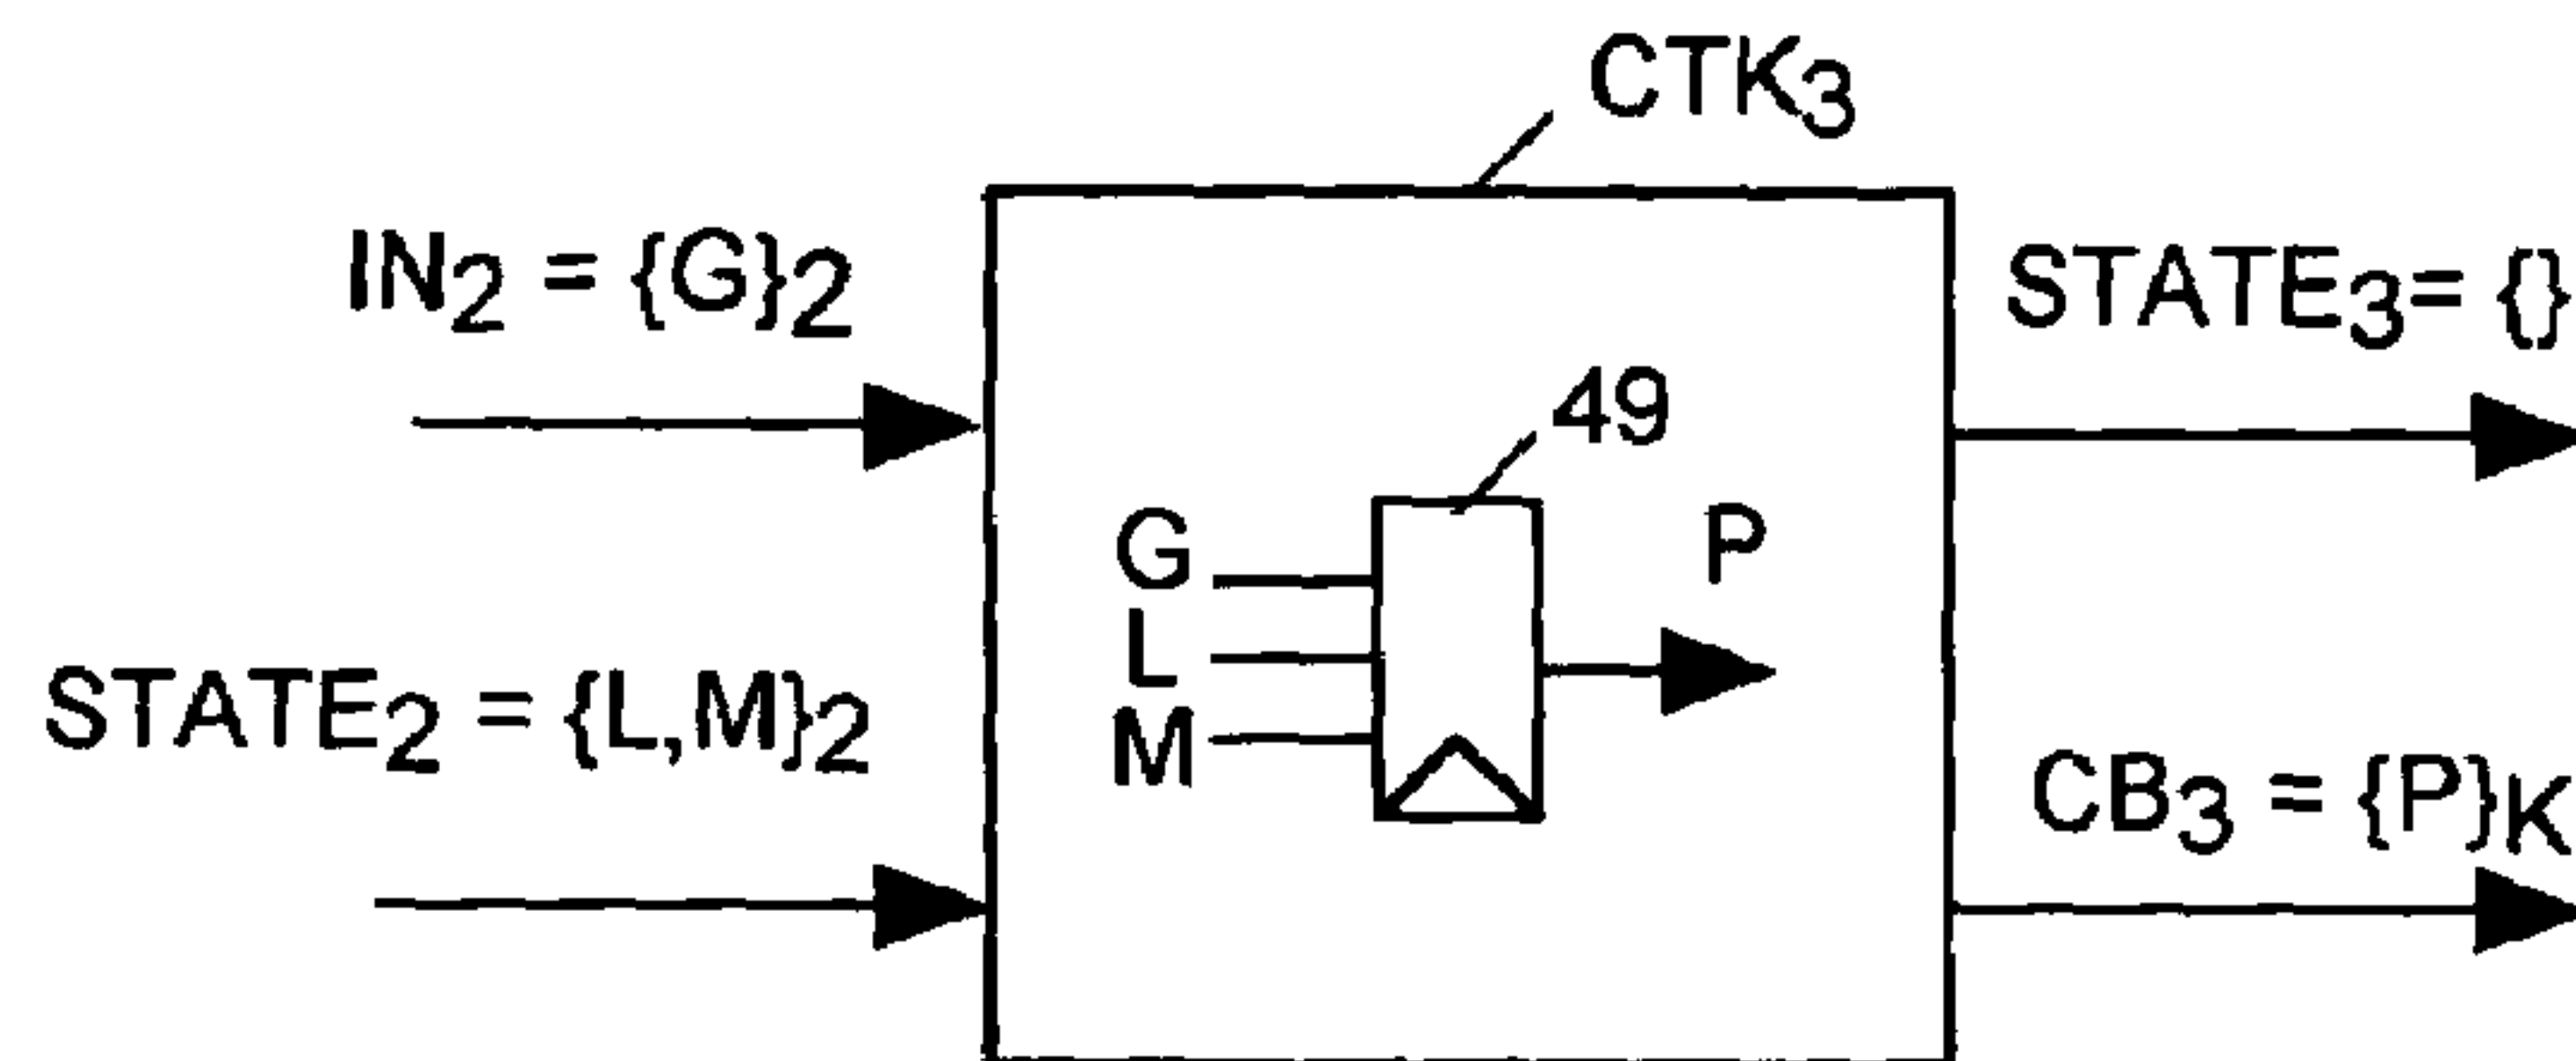 CTK₃
IN₂ = {G}₂
STATE₃= {}
49
G
P
L
STATE₂ = {L,M}₂
M
CB₃ = {P}K